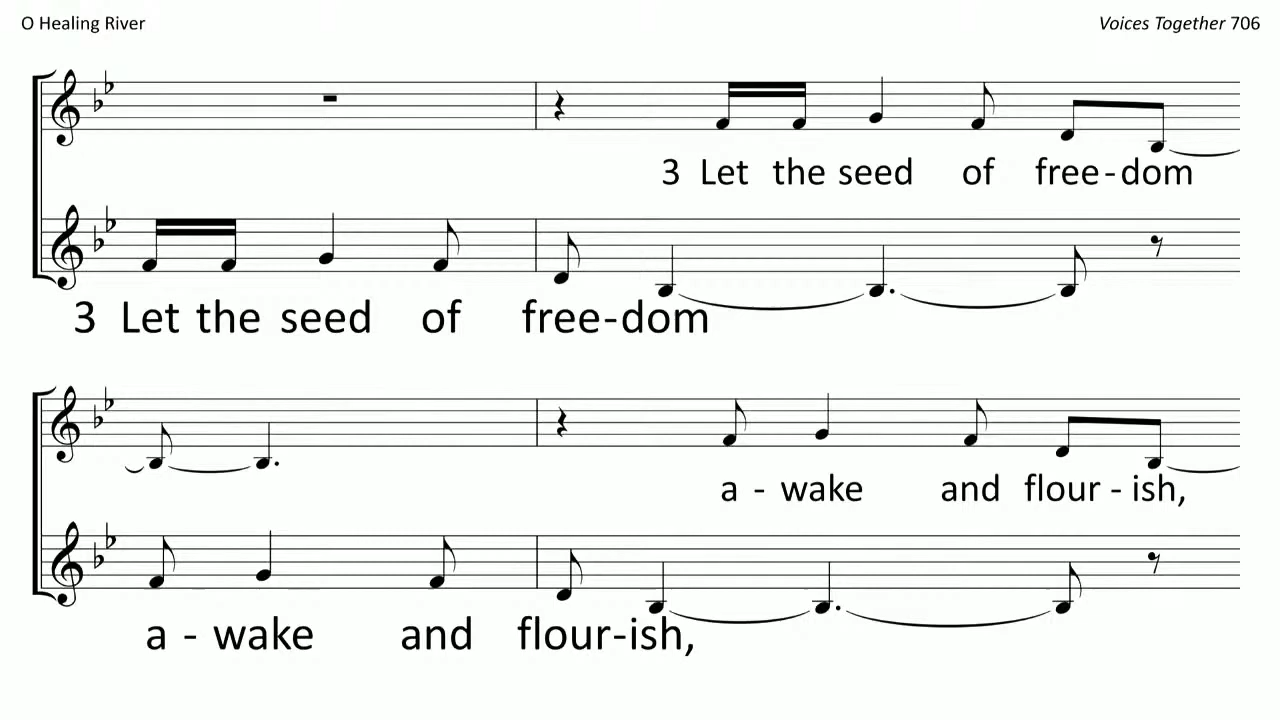 O Healing River
Voices Together 706
3 Let the seed of free-dom
3 Let the seed of free-dom
a - wake and flour - ish,
a - wake and flour-ish,